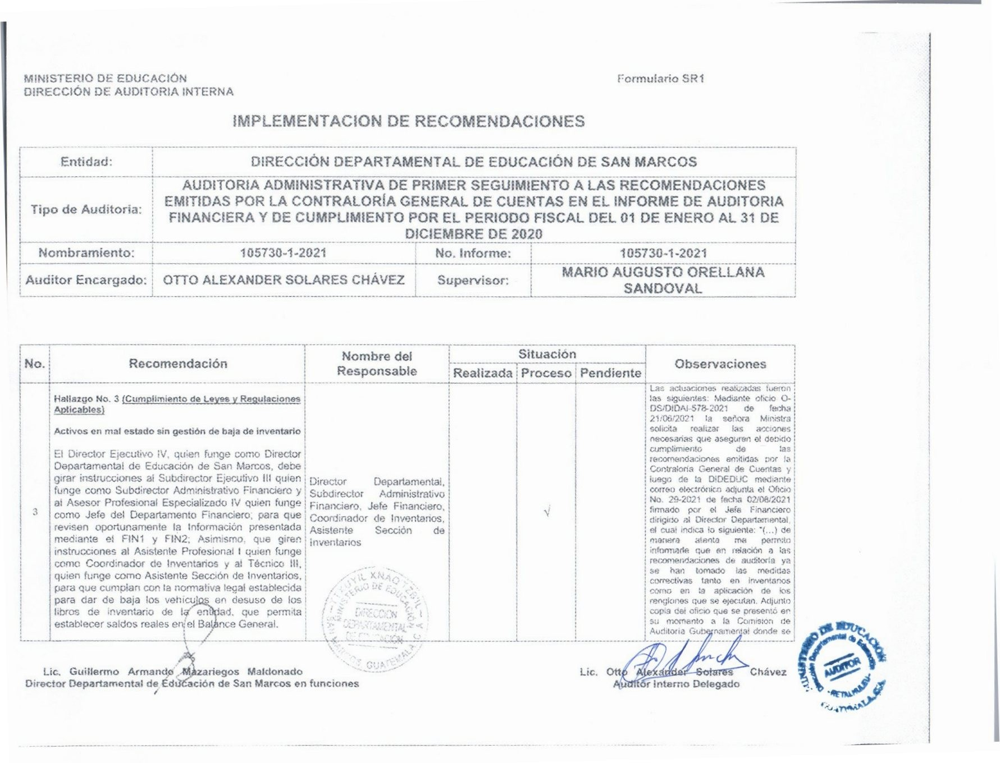 MINISTERIO DE EDUCACIÓN
DIRECCIÓN DE AUDITORIA INTERNA
Formulario SR1
IMPLEMENTACION DE RECOMENDACIONES
Entidad:
DIRECCIÓN DEPARTAMENTAL DE EDUCACIÓN DE SAN MARCOS
Tipo de Auditoria:
AUDITORIA ADMINISTRATIVA DE PRIMER SEGUIMIENTO A LAS RECOMENDACIONES
EMITIDAS POR LA CONTRALORÍA GENERAL DE CUENTAS EN EL INFORME DE AUDITORIA
FINANCIERA Y DE CUMPLIMIENTO POR EL PERIODO FISCAL DEL 01 DE ENERO AL 31 DE
DICIEMBRE DE 2020
Nombramiento:
105730-1-2021
No. Informe:
105730-1-2021
Auditor Encargado:
OTTO ALEXANDER SOLARES CHÁVEZ
Supervisor:
MARIO AUGUSTO ORELLANA
SANDOVAL
No.
Recomendación
Nombre del
Responsable
Situación
Realizada
Proceso
Pendiente
Observaciones
3
Hallazgo No. 3 (Cumplimiento de Leyes y Regulaciones
Aplicables)
Activos en mal estado sin gestión de baja de inventario
El Director Ejecutivo IV, quien funge como Director
Departamental de Educación de San Marcos, debe
girar instrucciones al Subdirector Ejecutivo III quien
funge como Subdirector Administrativo Financiero y
al Asesor Profesional Especializado IV quien funge
como Jefe del Departamento Financiero; para que
revisen oportunamente la Información presentada
mediante el FIN1 y FIN2; Asimismo, que giren
instrucciones al Asistente Profesional I quien funge
como Coordinador de Inventarios y al Técnico III,
quien funge como Asistente Sección de Inventarios,
para que cumplan con la normativa legal establecida
para dar de baja los vehículos en desuso de los
libros de inventario de la entidad, que permita
establecer saldos reales en el Balance General.
Director Departamental,
Subdirector Administrativo
Financiero, Jefe Financiero,
Coordinador de Inventarios,
Asistente Sección de
Inventarios
√
Las actuaciones realizadas fueron
las siguientes: Mediante oficio O-
DS/DIDAI-578-2021 de fecha
21/06/2021 la señora Ministra
solicita realizar las acciones
necesarias que aseguren el debido
cumplimiento de las
recomendaciones emitidas por la
Contraloría General de Cuentas y
luego de la DIDEDUC mediante
correo electrónico adjunta el Oficio
No. 29-2021 de fecha 02/08/2021
firmado por el Jefe Financiero
dirigido al Director Departamental,
el cual indica lo siguiente: "(...) de
manera atenta me permito
informarle que en relación a las
recomendaciones de auditoría ya
se han tomado las medidas
correctivas tanto en inventarios
como en la aplicación de los
renglones que se ejecutan. Adjunto
copia del oficio que se presentó en
su momento a la Comisión de
Auditoria Gubernamental donde se
MINISTERIO DE EDUCACIÓN
DIRECCIÓN
DEPARTAMENTAL
DE EDUCACIÓN
SAN MARCOS, GUATEMALA, C
Lic. Guillermo Armando Mazariegos Maldonado
Director Departamental de Educación de San Marcos en funciones
Lic. Otto Alexander Solares Chávez
Auditor Interno Delegado
MINISTERIO DE EDUCACIÓN
Dirección Departamental de Educación
AUDITOR
- RETALHULEU -
GUATEMALA, C.A.